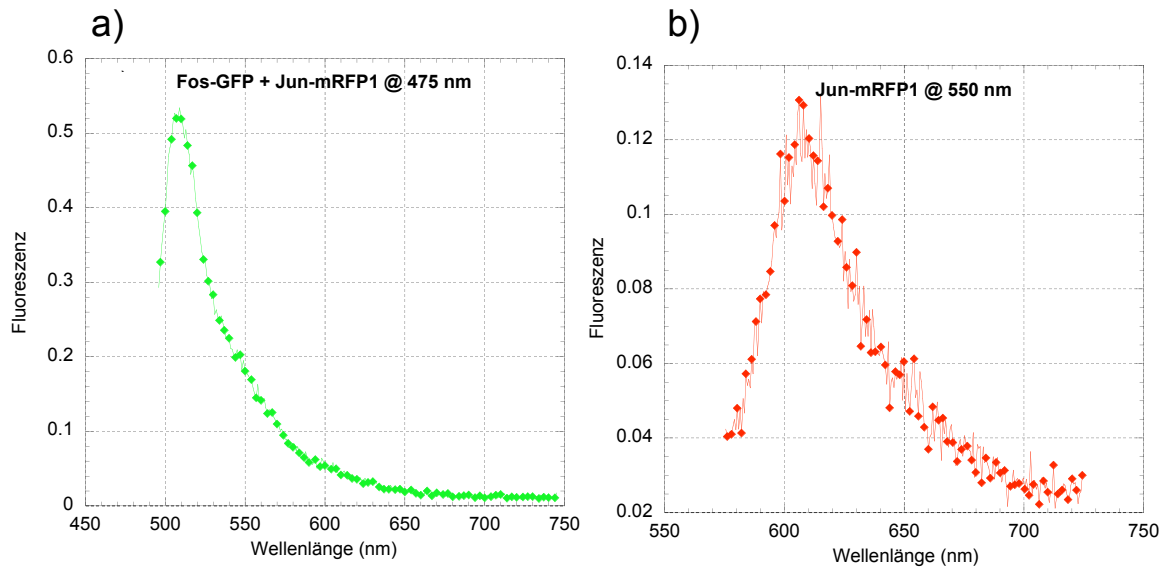 a)
Fos-GFP + Jun-mRFP1 @ 475 nm
Fluoreszenz
0.6
0.5
0.4
0.3
0.2
0.1
0
450 500 550 600 650 700 750
Wellenlänge (nm)
b)
Jun-mRFP1 @ 550 nm
Fluoreszenz
0.14
0.12
0.1
0.08
0.06
0.04
0.02
550 600 650 700 750
Wellenlänge (nm)